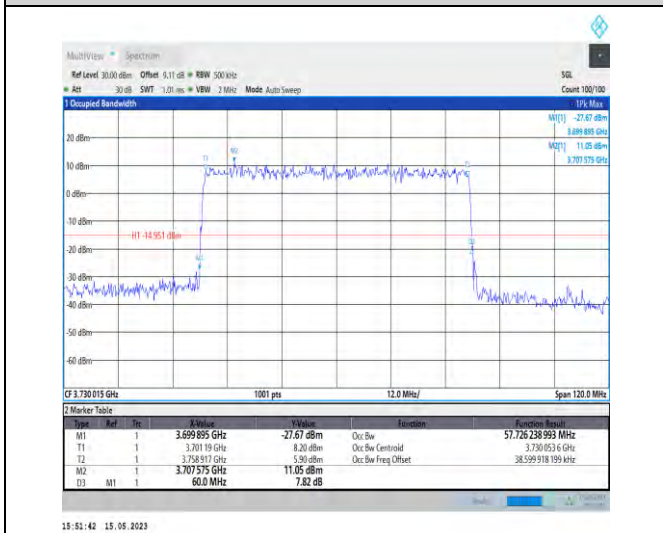 MultiView Spectrum
Ref Level 30.00 dBm Offset 9.11 dB RBW 500 kHz SGL
Att 30 dB SWT 1.01 ms VBW 2 MHz Mode Auto Sweep Count 100/100
1 Occupied Bandwidth 1Pk Max
M1[1] -27.67 dBm
3.699 895 GHz
M2[1] 11.05 dBm
3.707 575 GHz
20 dBm
M2
T1
10 dBm
0 dBm
-10 dBm
H1 -14.951 dBm
D3
M1
-30 dBm
-40 dBm
-50 dBm
-60 dBm
CF 3.730 015 GHz 1001 pts 12.0 MHz/ Span 120.0 MHz
2 Marker Table
Type Ref Trc X-Value Y-Value Function Function Result
M1 1 3.699 895 GHz -27.67 dBm Occ Bw 57.726 238 993 MHz
T1 1 3.701 19 GHz 8.20 dBm Occ Bw Centroid 3.730 053 6 GHz
T2 1 3.758 917 GHz 5.90 dBm Occ Bw Freq Offset 38.599 918 199 kHz
M2 1 3.707 575 GHz 11.05 dBm
D3 M1 1 60.0 MHz 7.82 dB
15:51:42 15.05.2023